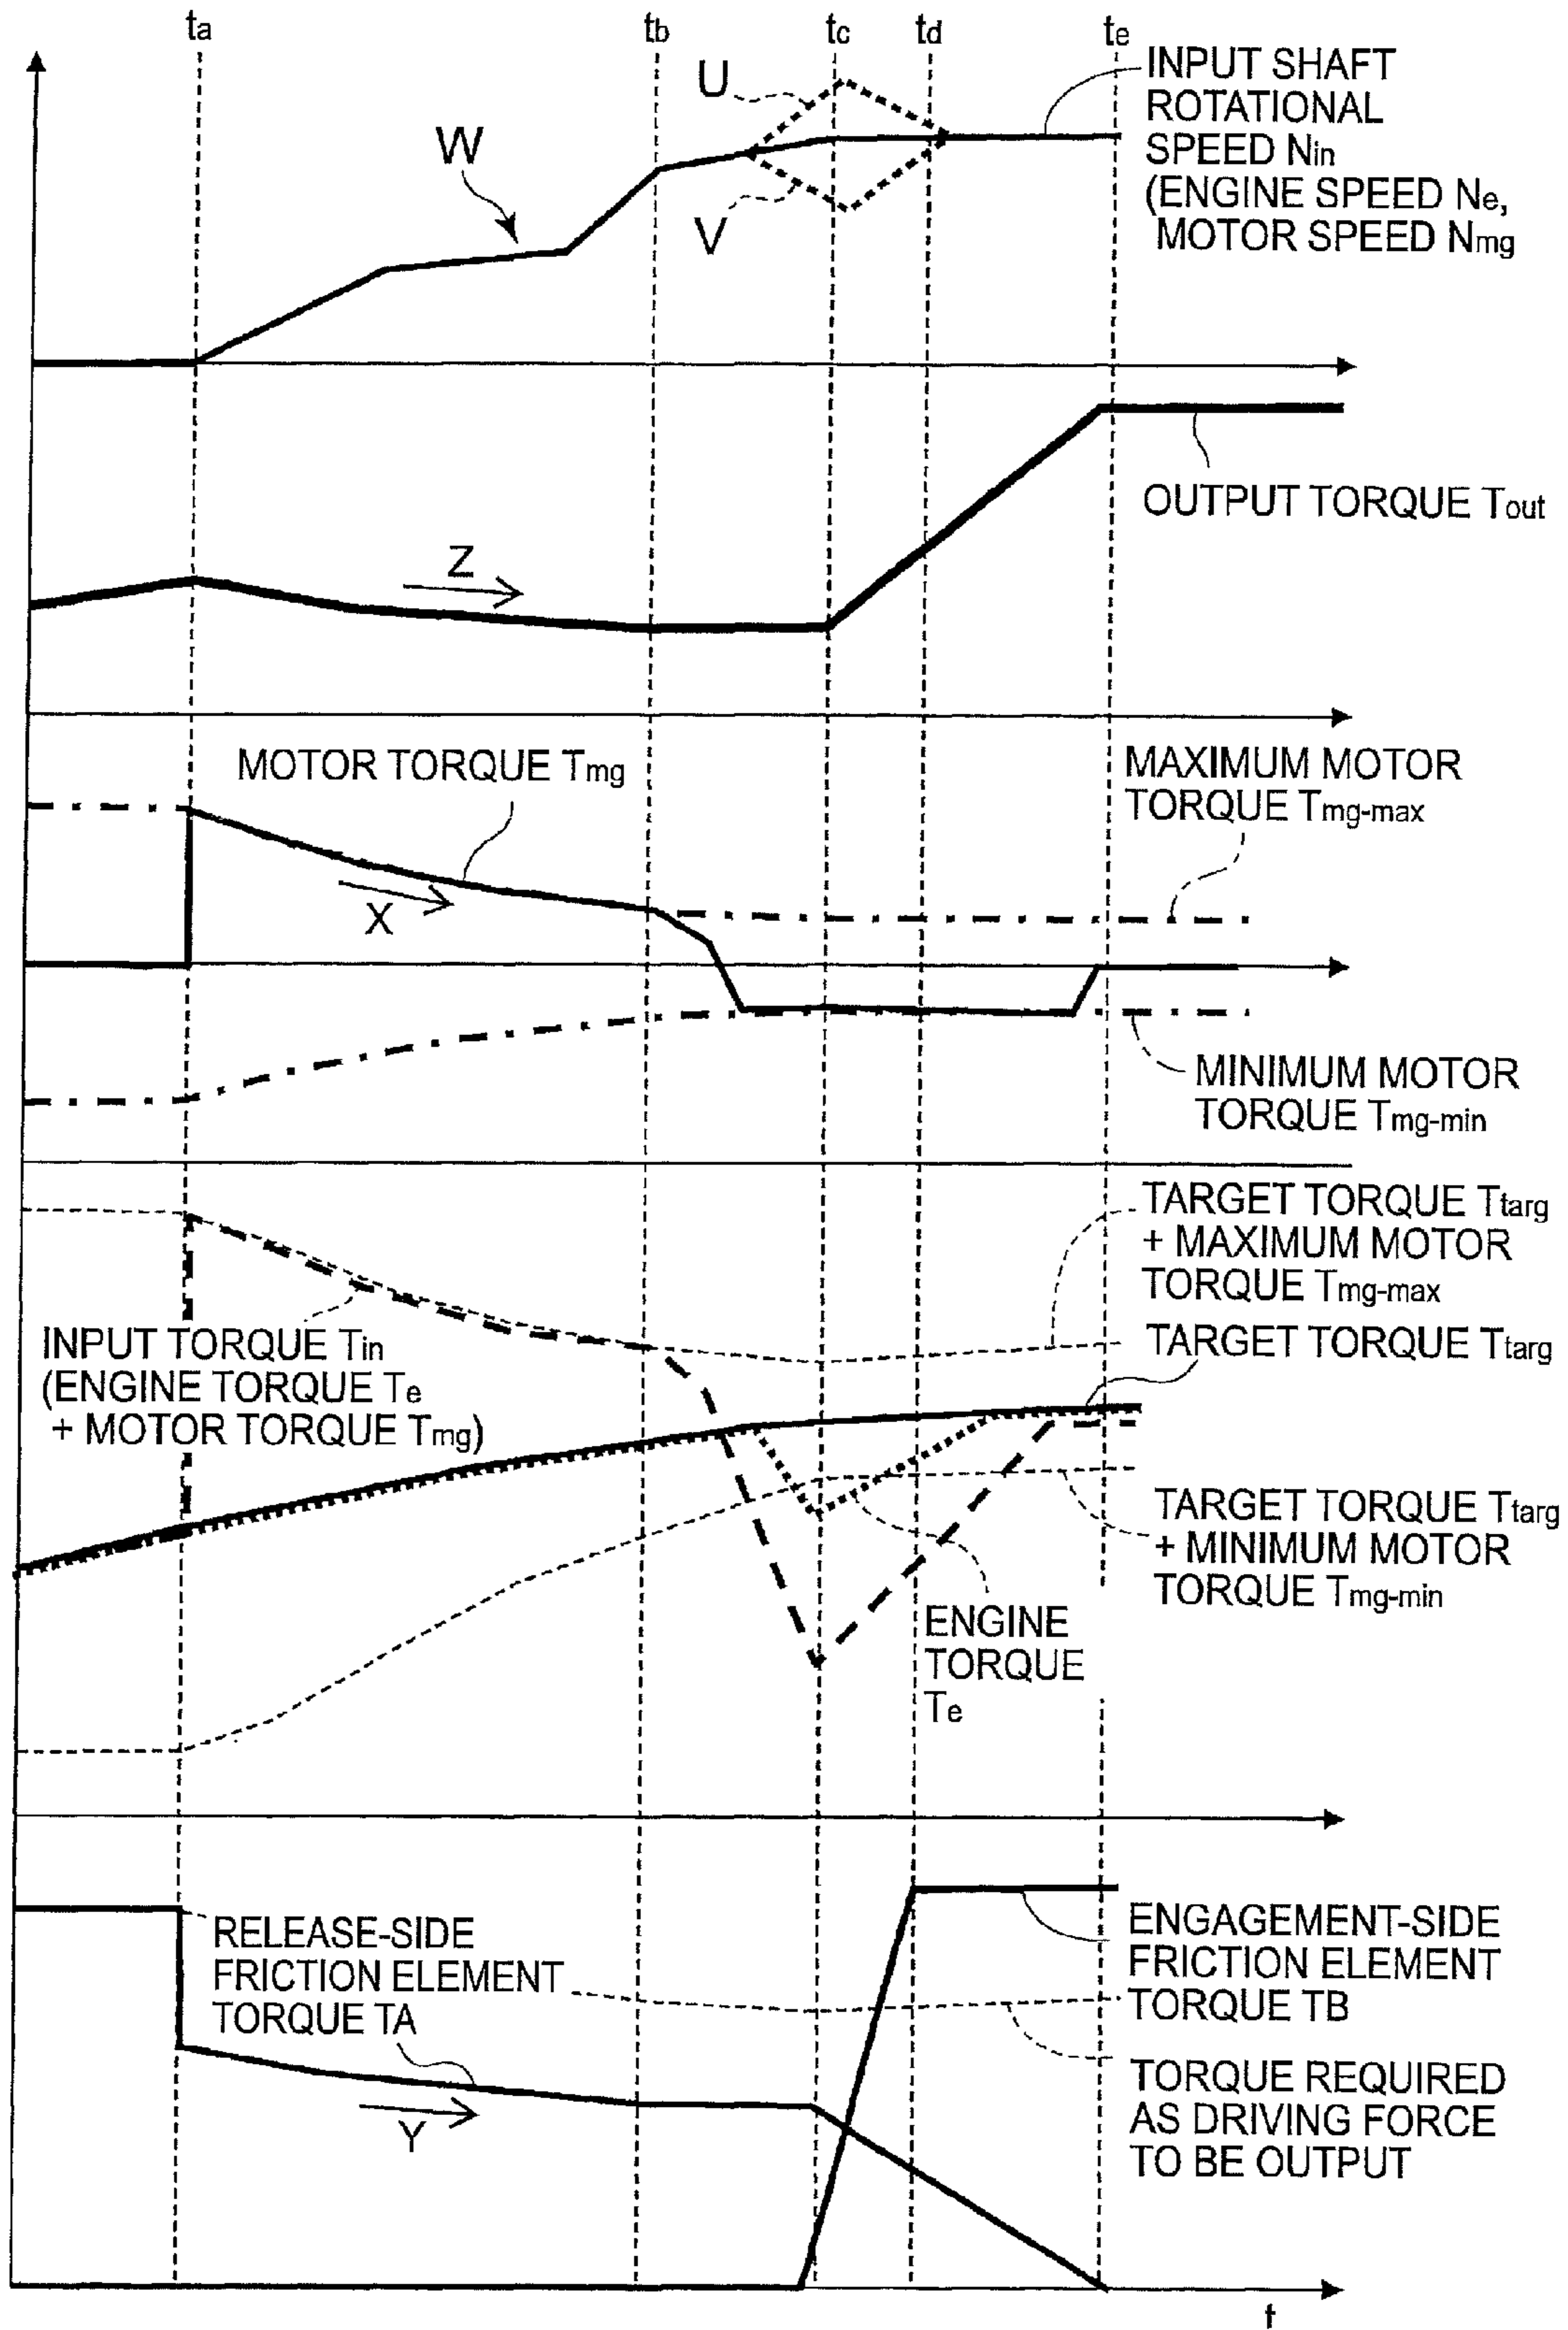 ta
tb
tc
td
te
U
W
V
INPUT SHAFT
ROTATIONAL
SPEED Nin
(ENGINE SPEED Ne,
MOTOR SPEED Nmg
OUTPUT TORQUE Tout
Z
MOTOR TORQUE Tmg
MAXIMUM MOTOR
TORQUE Tmg-max
X
MINIMUM MOTOR
TORQUE Tmg-min
TARGET TORQUE Ttarg
+ MAXIMUM MOTOR
TORQUE Tmg-max
TARGET TORQUE Ttarg
INPUT TORQUE Tin
(ENGINE TORQUE Te
+ MOTOR TORQUE Tmg)
TARGET TORQUE Ttarg
+ MINIMUM MOTOR
TORQUE Tmg-min
ENGINE
TORQUE
Te
RELEASE-SIDE
FRICTION ELEMENT
TORQUE TA
ENGAGEMENT-SIDE
FRICTION ELEMENT
TORQUE TB
Y
TORQUE REQUIRED
AS DRIVING FORCE
TO BE OUTPUT
t